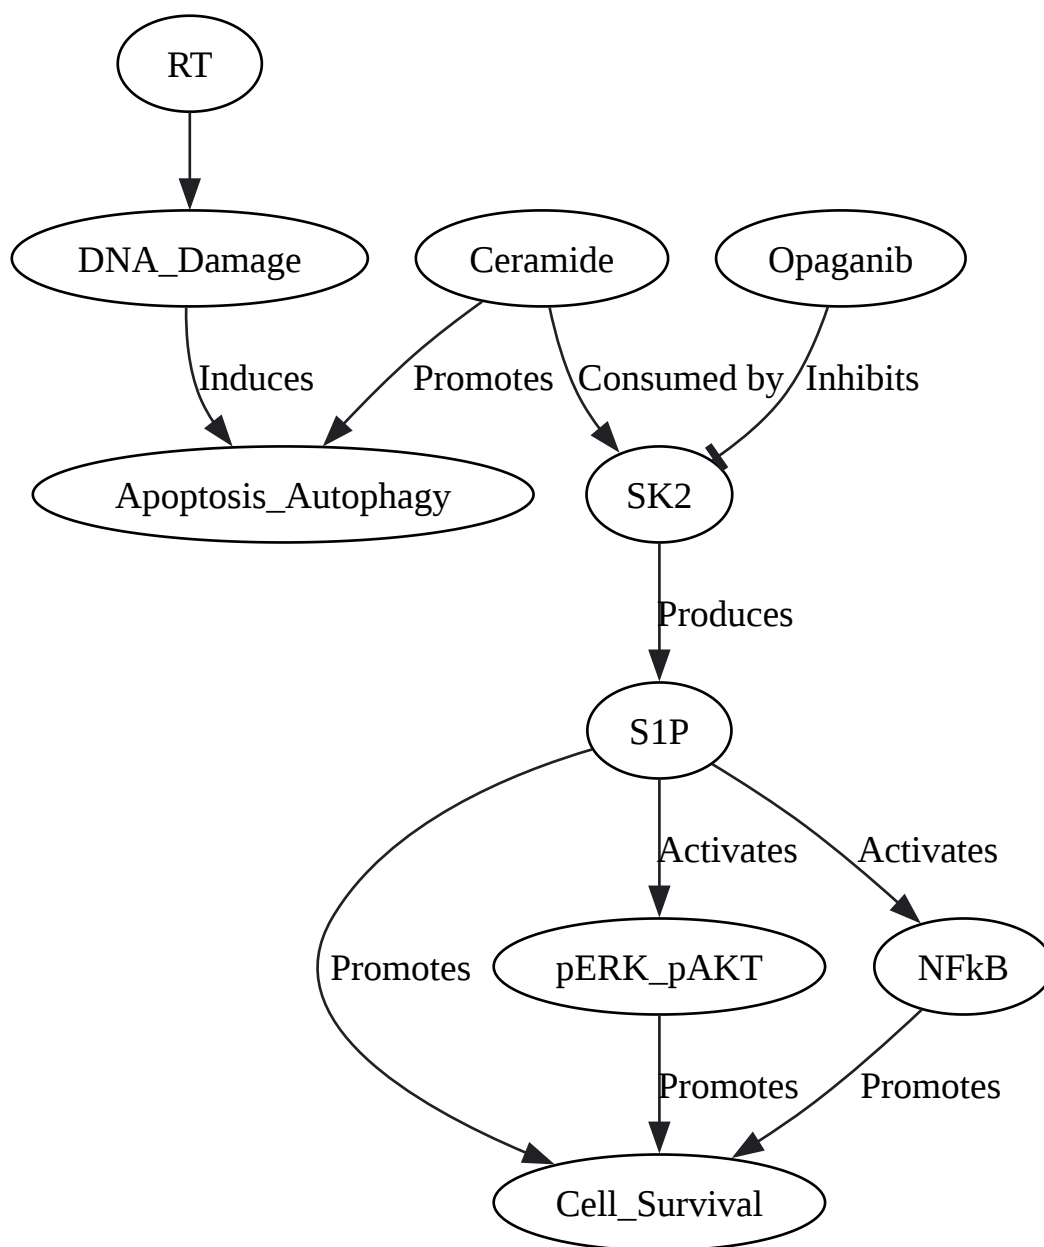 RT
DNA_Damage
Ceramide
Opaganib
Induces
Promotes
Consumed by
Inhibits
Apoptosis_Autophagy
SK2
Produces
S1P
Activates
Activates
Promotes
pERK_pAKT
NFkB
Promotes
Promotes
Cell_Survival